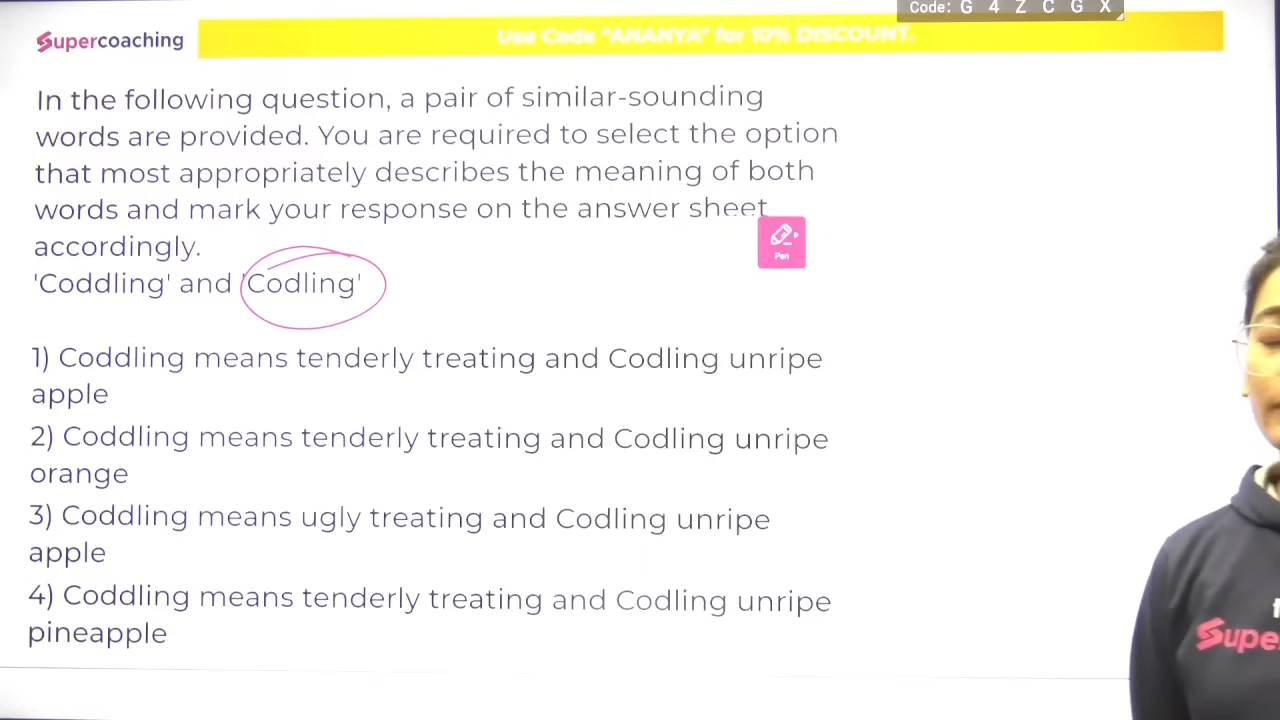 Code: G 4 Z C G X
Supercoaching
Use Code "ANANYA" for 10% DISCOUNT.
In the following question, a pair of similar-sounding
words are provided. You are required to select the option
that most appropriately describes the meaning of both
words and mark your response on the answer sheet
accordingly.
Pen
'Coddling' and 'Codling'
1) Coddling means tenderly treating and Codling unripe
apple
2) Coddling means tenderly treating and Codling unripe
orange
3) Coddling means ugly treating and Codling unripe
apple
4) Coddling means tenderly treating and Codling unripe
pineapple